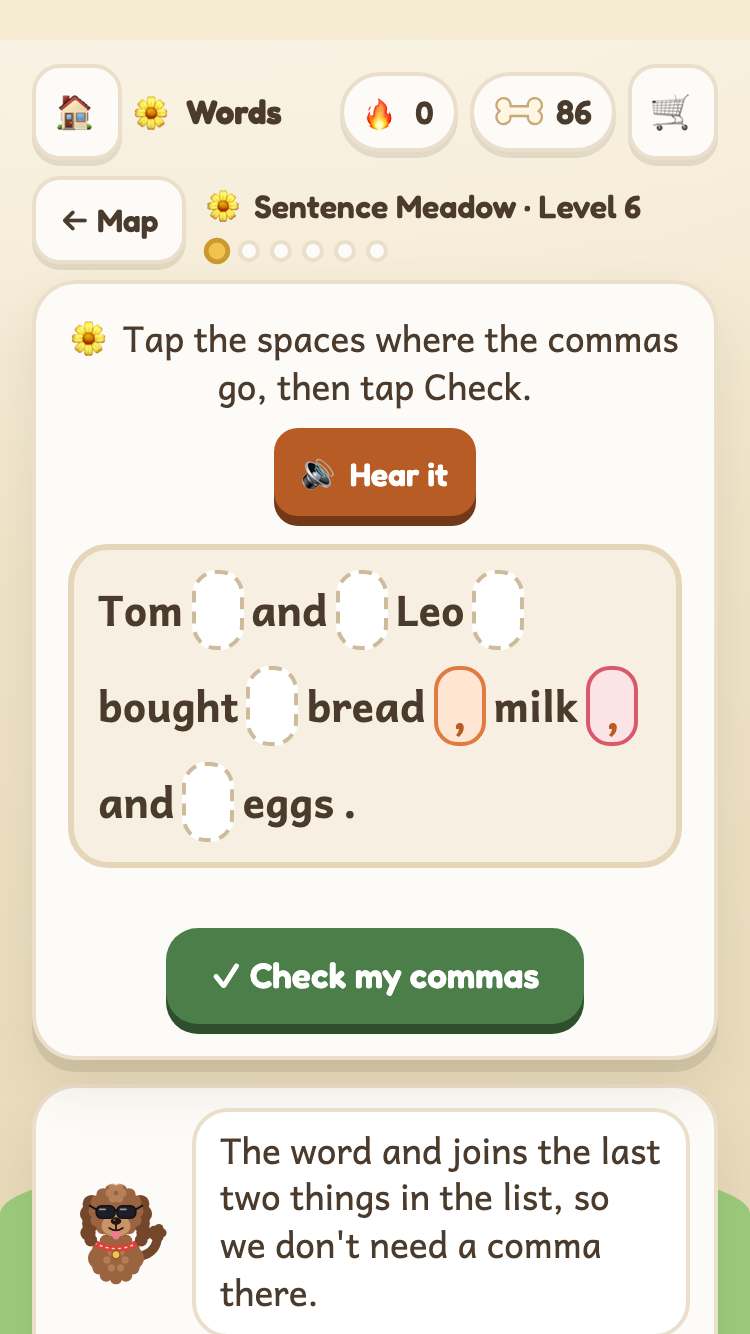 Words
0
86
← Map
Sentence Meadow · Level 6
Tap the spaces where the commas
go, then tap Check.
Hear it
Tom and Leo
bought bread , milk ,
and eggs .
✓ Check my commas
The word and joins the last
two things in the list, so
we don't need a comma
there.